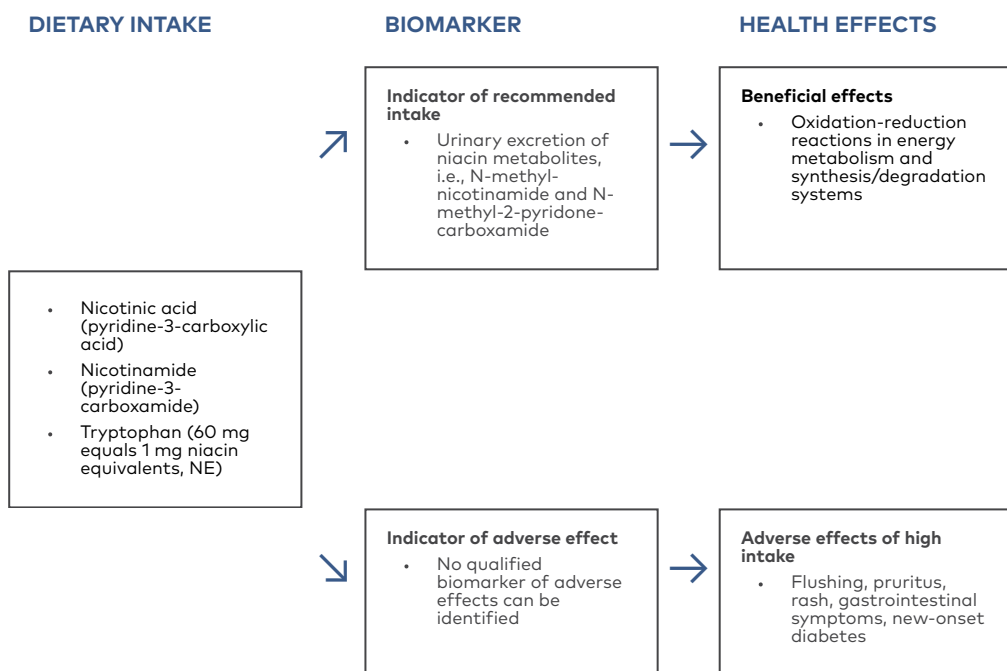 DIETARY INTAKE
BIOMARKER
HEALTH EFFECTS
Indicator of recommended
intake
• Urinary excretion of
niacin metabolites,
i.e., N-methyl-
nicotinamide and N-
methyl-2-pyridone-
carboxamide
Beneficial effects
• Oxidation-reduction
reactions in energy
metabolism and
synthesis/degradation
systems
• Nicotinic acid
(pyridine-3-carboxylic
acid)
• Nicotinamide
(pyridine-3-
carboxamide)
• Tryptophan (60 mg
equals 1 mg niacin
equivalents, NE)
Indicator of adverse effect
• No qualified
biomarker of adverse
effects can be
identified
Adverse effects of high
intake
• Flushing, pruritus,
rash, gastrointestinal
symptoms, new-onset
diabetes